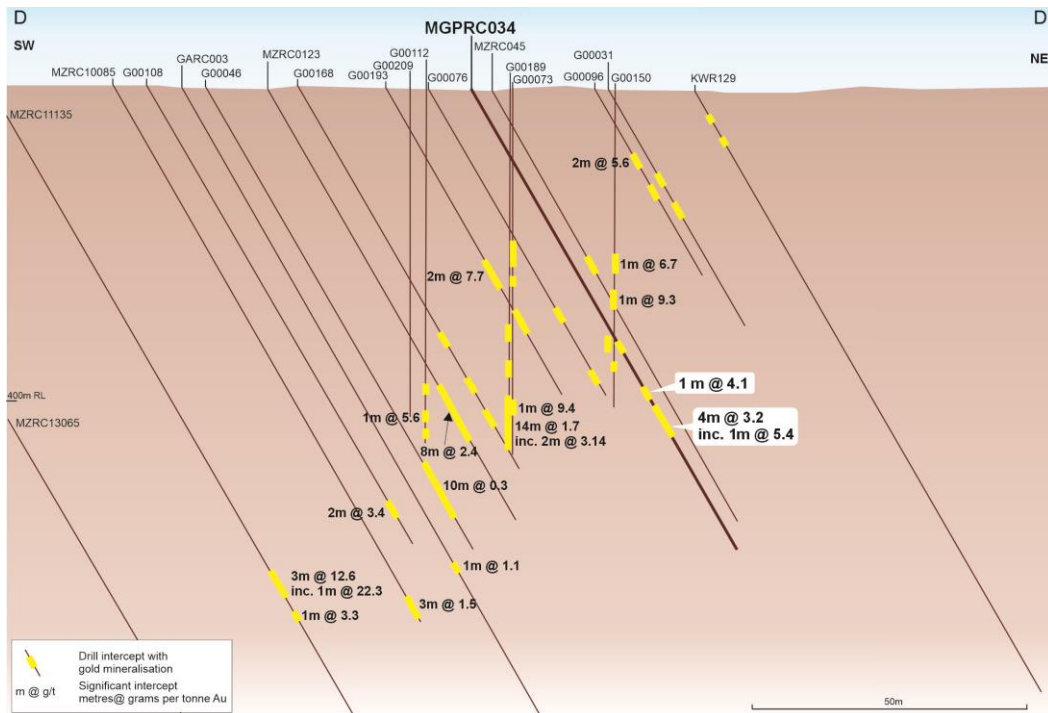 D
D
SW
NE
MGPRC034
MZRC10085
G00108
GARC003
G00046
MZRC0123
G00168
G00193
G00209
G00112
G00076
MZRC045
G00189
G00073
G00031
G00096
G00150
KWR129
MZRC11135
2m @ 5.6
1m @ 6.7
2m @ 7.7
1m @ 9.3
1 m @ 4.1
400m RL
MZRC13065
1m @ 5.6
1m @ 9.4
14m @ 1.7
inc. 2m @ 3.14
4m @ 3.2
inc. 1m @ 5.4
8m @ 2.4
10m @ 0.3
2m @ 3.4
1m @ 1.1
3m @ 12.6
inc. 1m @ 22.3
1m @ 3.3
3m @ 1.5
Drill intercept with
gold mineralisation
m @ g/t
Significant intercept
metres@ grams per tonne Au
50m